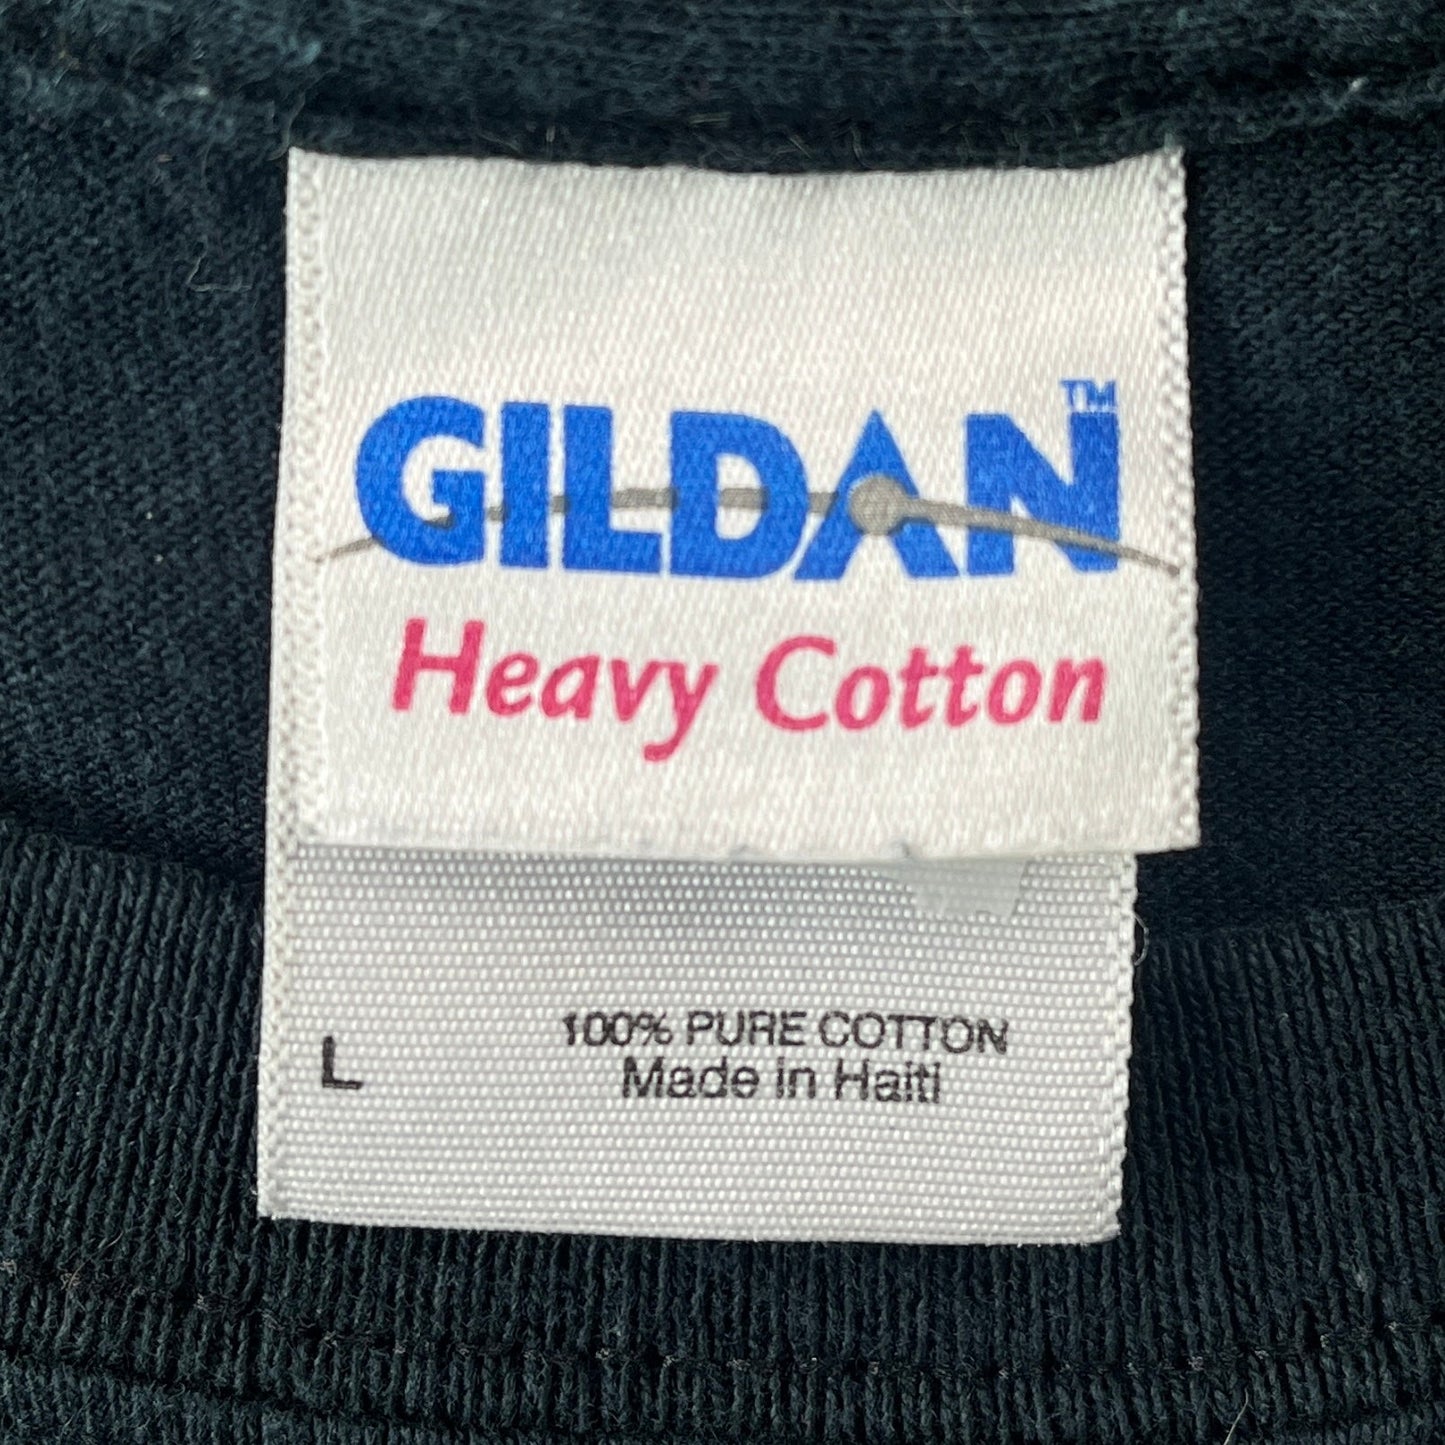 GILDAN™
Heavy Cotton
L
100% PURE COTTON
Made in Haiti